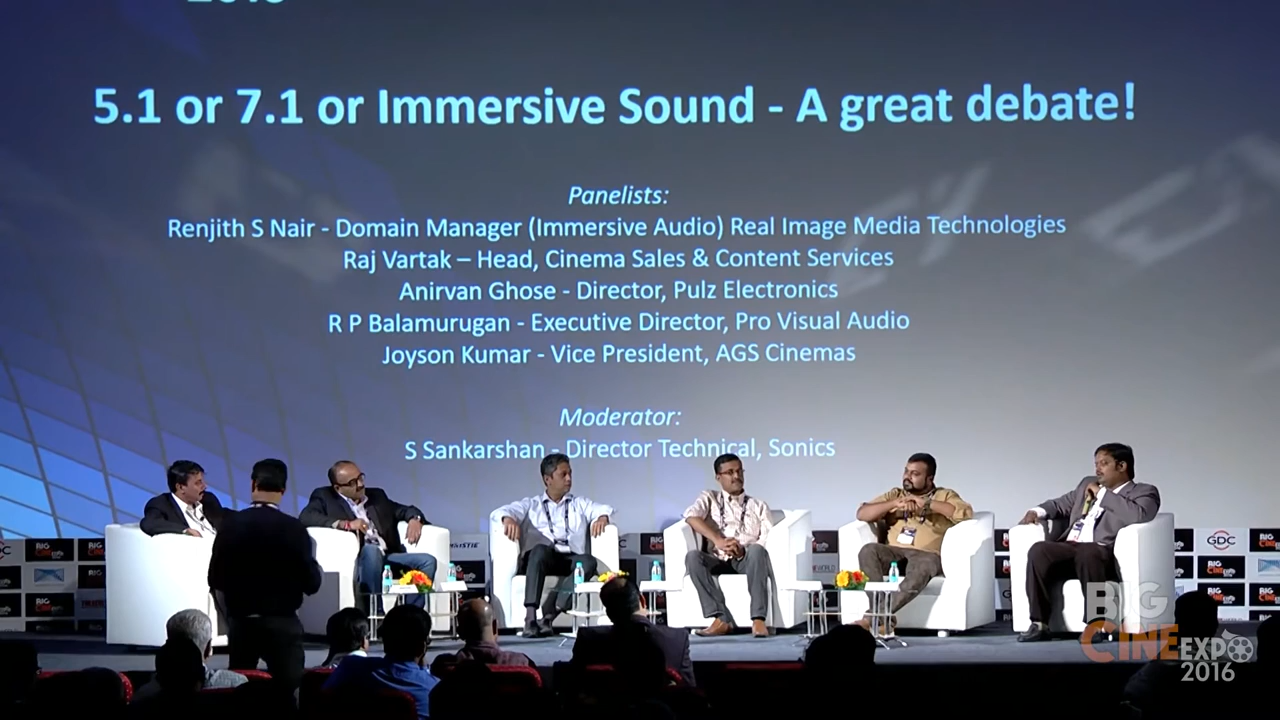 5.1 or 7.1 or Immersive Sound - A great debate!
Panelists:
Renjith S Nair - Domain Manager (Immersive Audio) Real Image Media Technologies
Raj Vartak – Head, Cinema Sales & Content Services
Anirvan Ghose - Director, Pulz Electronics
R P Balamurugan - Executive Director, Pro Visual Audio
Joyson Kumar - Vice President, AGS Cinemas
Moderator:
S Sankarshan - Director Technical, Sonics
GDC
BIG
CINE EXPO
2016